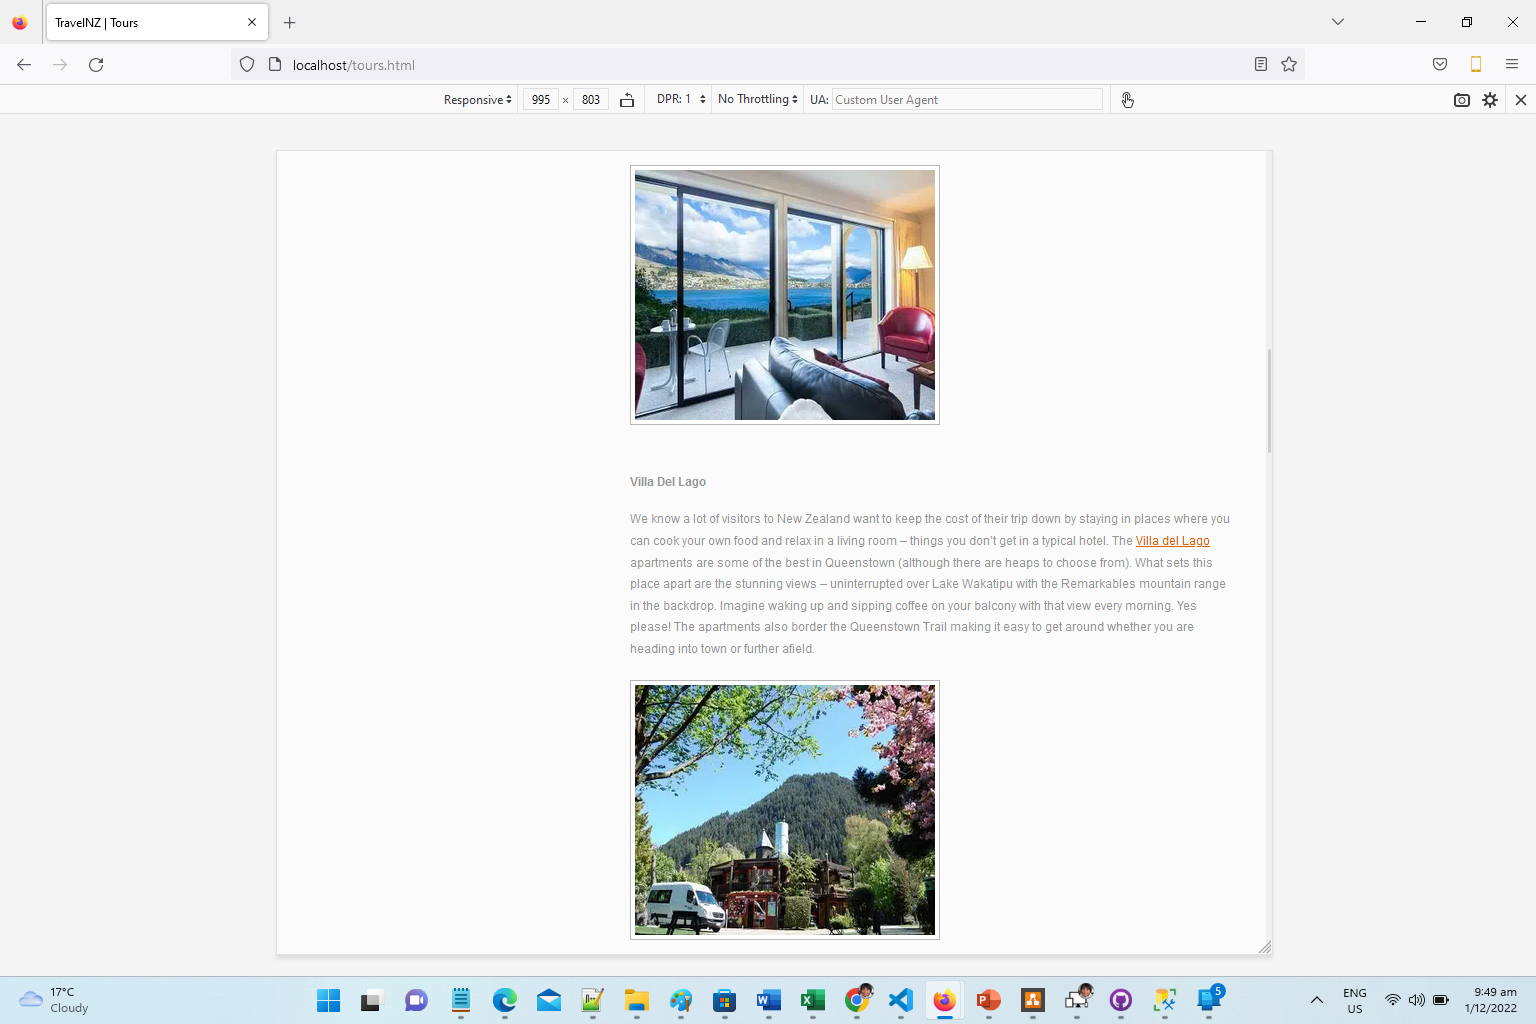 TravelNZ | Tours
localhost/tours.html
Responsive 995 × 803 DPR: 1 No Throttling UA: Custom User Agent
Villa Del Lago
We know a lot of visitors to New Zealand want to keep the cost of their trip down by staying in places where you
can cook your own food and relax in a living room – things you don't get in a typical hotel. The Villa del Lago
apartments are some of the best in Queenstown (although there are heaps to choose from). What sets this
place apart are the stunning views – uninterrupted over Lake Wakatipu with the Remarkables mountain range
in the backdrop. Imagine waking up and sipping coffee on your balcony with that view every morning. Yes
please! The apartments also border the Queenstown Trail making it easy to get around whether you are
heading into town or further afield.
17°C
Cloudy
5
ENG
US
9:49 am
1/12/2022